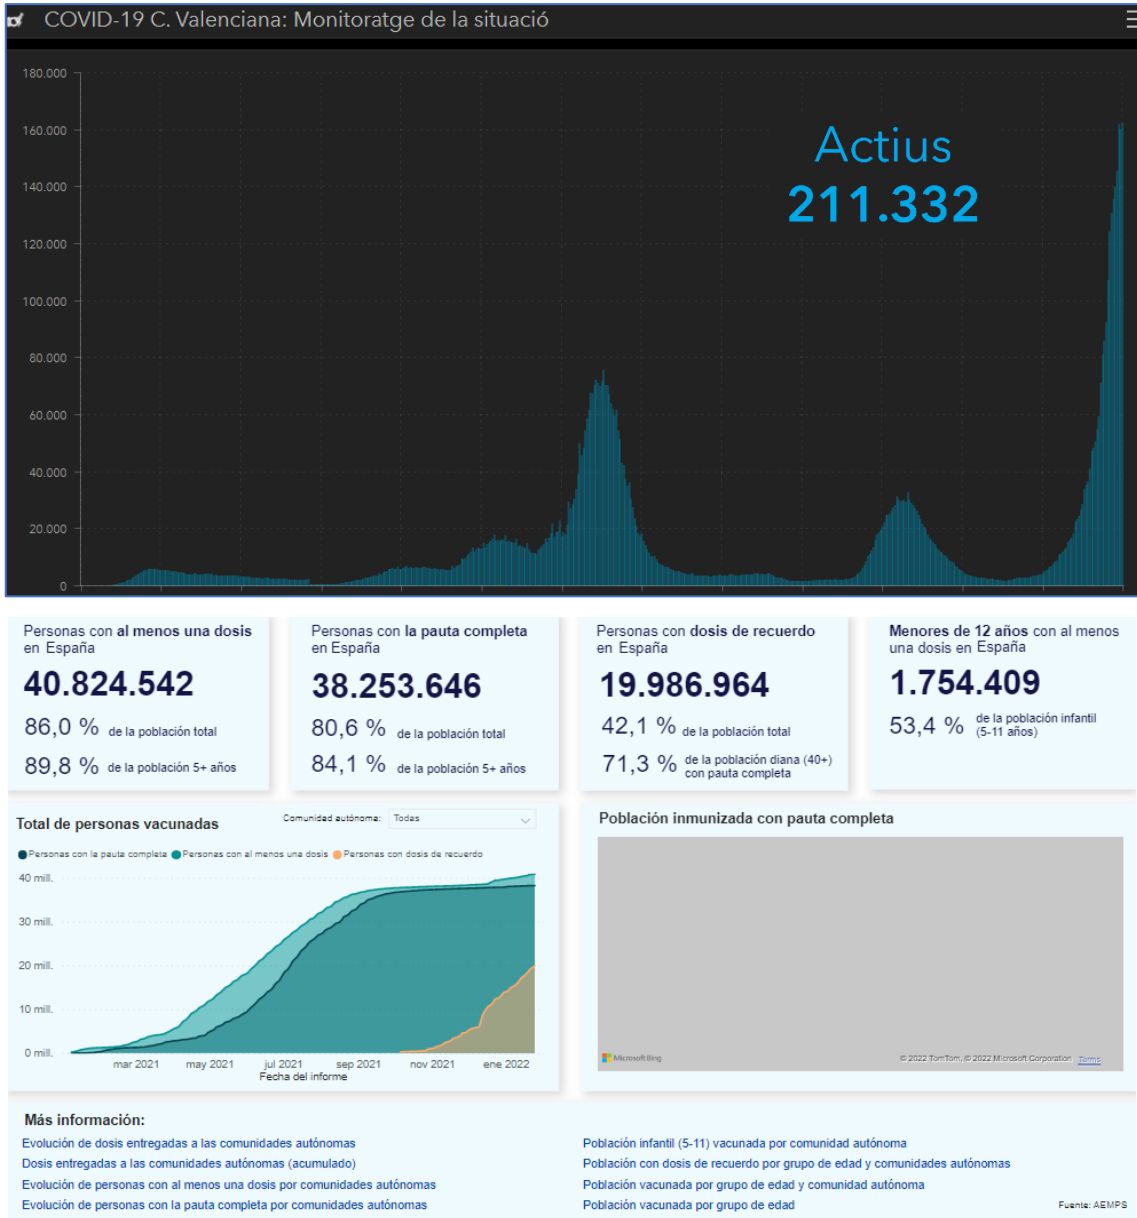 COVID-19 C. Valenciana: Monitoratge de la situació
180.000
160.000
140.000
120.000
100.000
80.000
60.000
40.000
20.000
0
Actius
211.332
Personas con al menos una dosis
en España
40.824.542
86,0 % de la población total
89,8 % de la población 5+ años
Personas con la pauta completa
en España
38.253.646
80,6 % de la población total
84,1 % de la población 5+ años
Personas con dosis de recuerdo
en España
19.986.964
42,1 % de la población total
71,3 % de la población diana (40+)
con pauta completa
Menores de 12 años con al menos
una dosis en España
1.754.409
53,4 % de la población infantil
(5-11 años)
Total de personas vacunadas
Comunidad autónoma: Todas
Personas con la pauta completa Personas con al menos una dosis Personas con dosis de recuerdo
40 mill.
30 mill.
20 mill.
10 mill.
0 mill.
mar 2021 may 2021 jul 2021 sep 2021 nov 2021 ene 2022
Fecha del informe
Población inmunizada con pauta completa
Microsoft Bing
© 2022 TomTom, © 2022 Microsoft Corporation Terms
Más información:
Evolución de dosis entregadas a las comunidades autónomas
Dosis entregadas a las comunidades autónomas (acumulado)
Evolución de personas con al menos una dosis por comunidades autónomas
Evolución de personas con la pauta completa por comunidades autónomas
Población infantil (5-11) vacunada por comunidad autónoma
Población con dosis de recuerdo por grupo de edad y comunidades autónomas
Población vacunada por grupo de edad y comunidad autónoma
Población vacunada por grupo de edad
Fuente: AEMPS